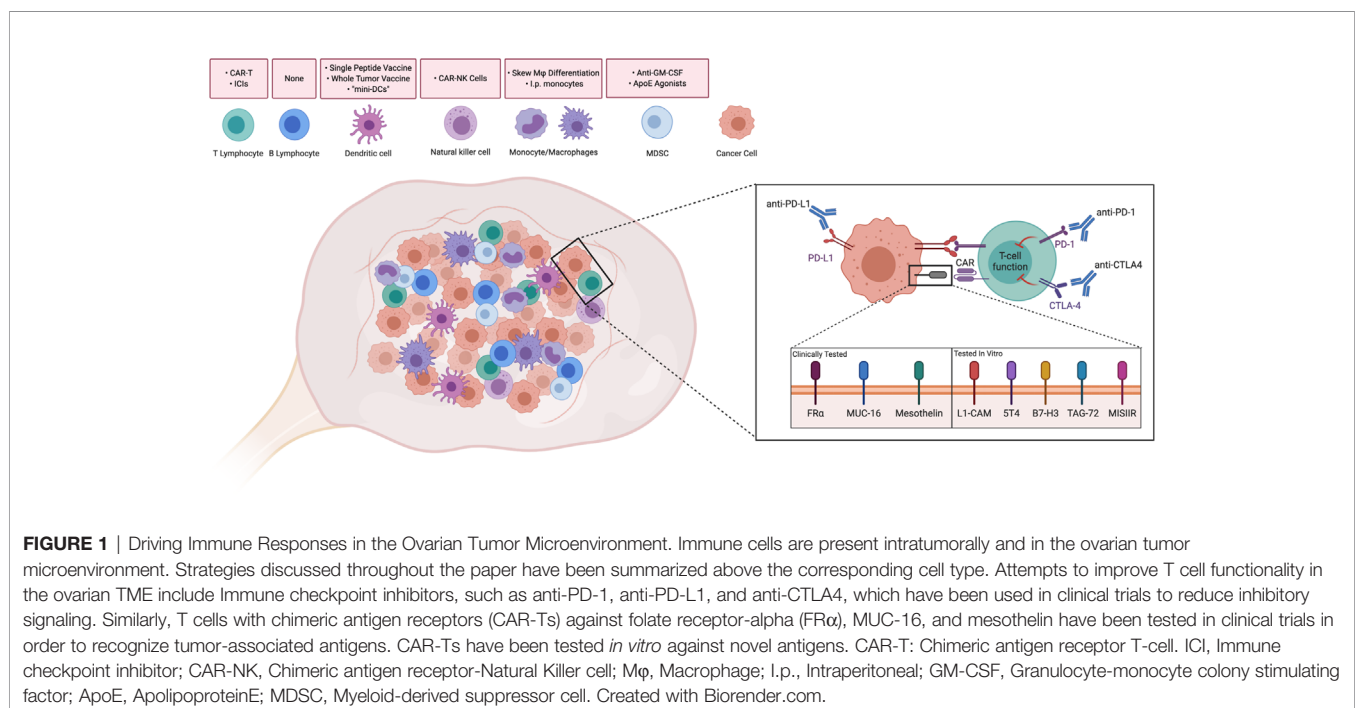 • CAR-T
• ICIs
None
• Single Peptide Vaccine
• Whole Tumor Vaccine
• "mini-DCs"
• CAR-NK Cells
• Skew Mφ Differentiation
• I.p. monocytes
• Anti-GM-CSF
• ApoE Agonists
T Lymphocyte
B Lymphocyte
Dendritic cell
Natural killer cell
Monocyte/Macrophages
MDSC
Cancer Cell
anti-PD-L1
PD-L1
CAR
T-cell
function
PD-1
anti-PD-1
anti-CTLA4
CTLA-4
Clinically Tested
Tested In Vitro
FRα
MUC-16
Mesothelin
L1-CAM
5T4
B7-H3
TAG-72
MISIIR
FIGURE 1 | Driving Immune Responses in the Ovarian Tumor Microenvironment. Immune cells are present intratumorally and in the ovarian tumor
microenvironment. Strategies discussed throughout the paper have been summarized above the corresponding cell type. Attempts to improve T cell functionality in
the ovarian TME include Immune checkpoint inhibitors, such as anti-PD-1, anti-PD-L1, and anti-CTLA4, which have been used in clinical trials to reduce inhibitory
signaling. Similarly, T cells with chimeric antigen receptors (CAR-Ts) against folate receptor-alpha (FRα), MUC-16, and mesothelin have been tested in clinical trials in
order to recognize tumor-associated antigens. CAR-Ts have been tested in vitro against novel antigens. CAR-T: Chimeric antigen receptor T-cell. ICI, Immune
checkpoint inhibitor; CAR-NK, Chimeric antigen receptor-Natural Killer cell; Mφ, Macrophage; I.p., Intraperitoneal; GM-CSF, Granulocyte-monocyte colony stimulating
factor; ApoE, ApolipoproteinE; MDSC, Myeloid-derived suppressor cell. Created with Biorender.com.